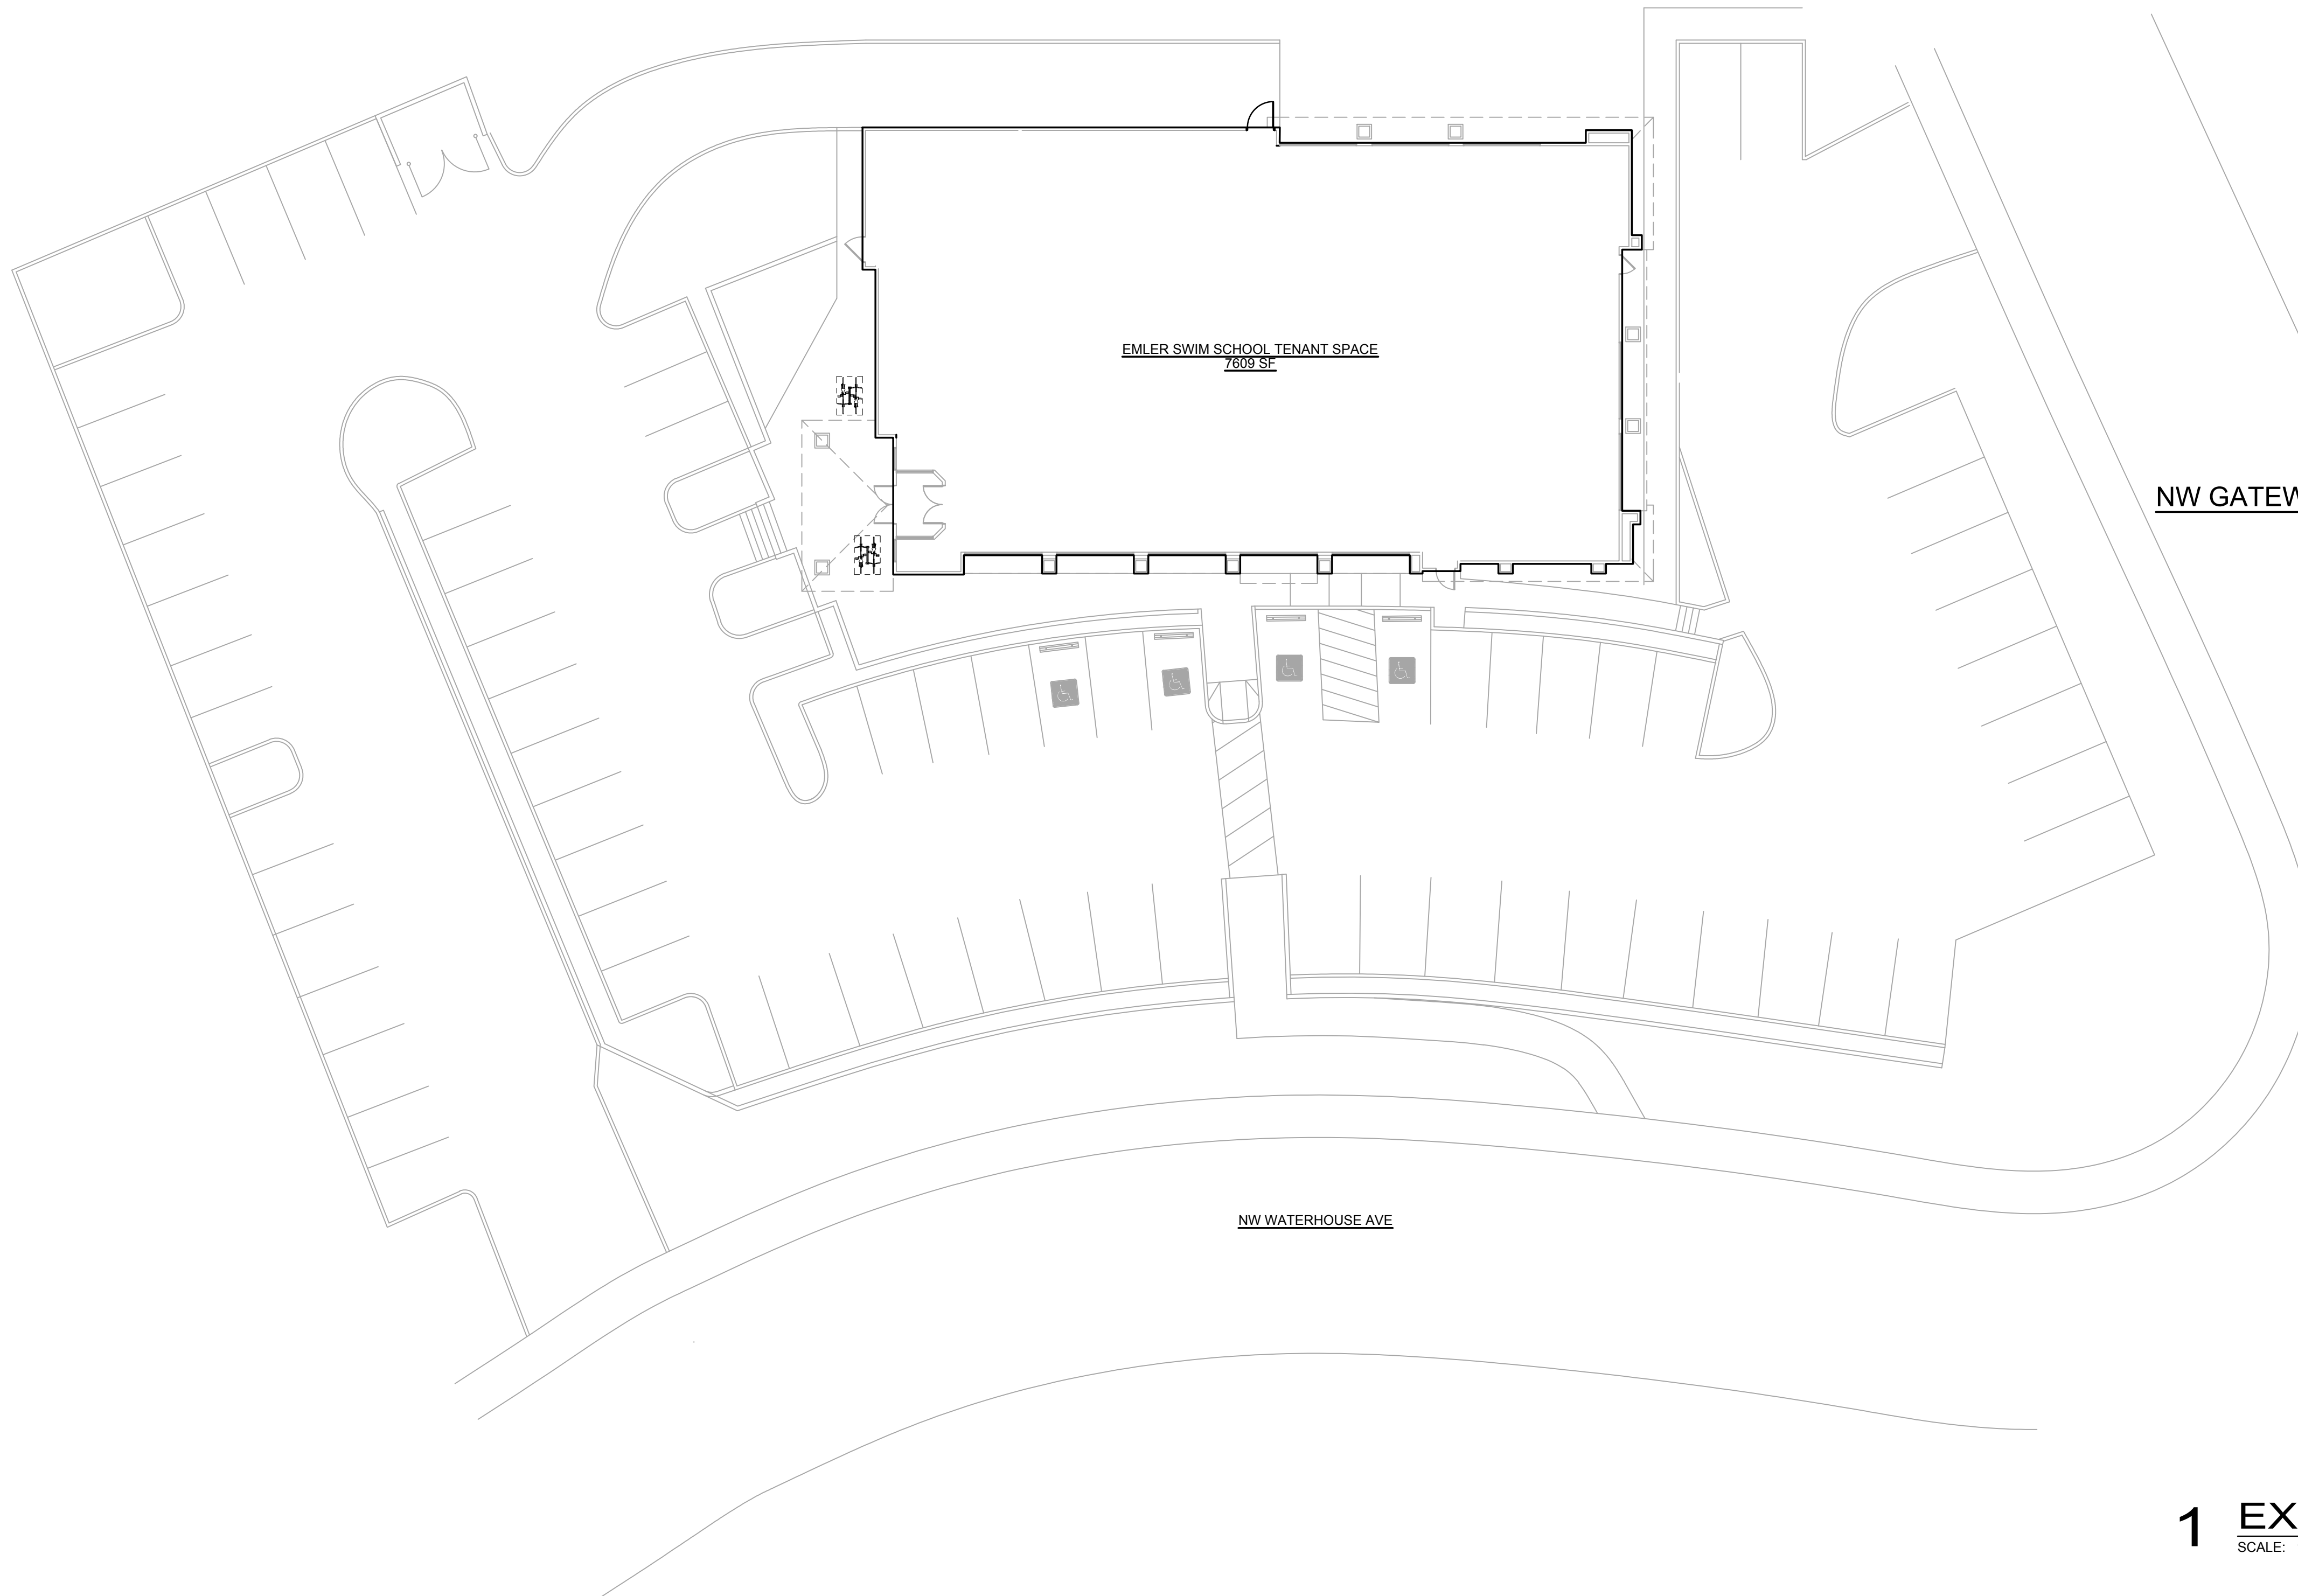 EMLER SWIM SCHOOL TENANT SPACE
7609 SF
NW GATEW
NW WATERHOUSE AVE
1 EX
SCALE: